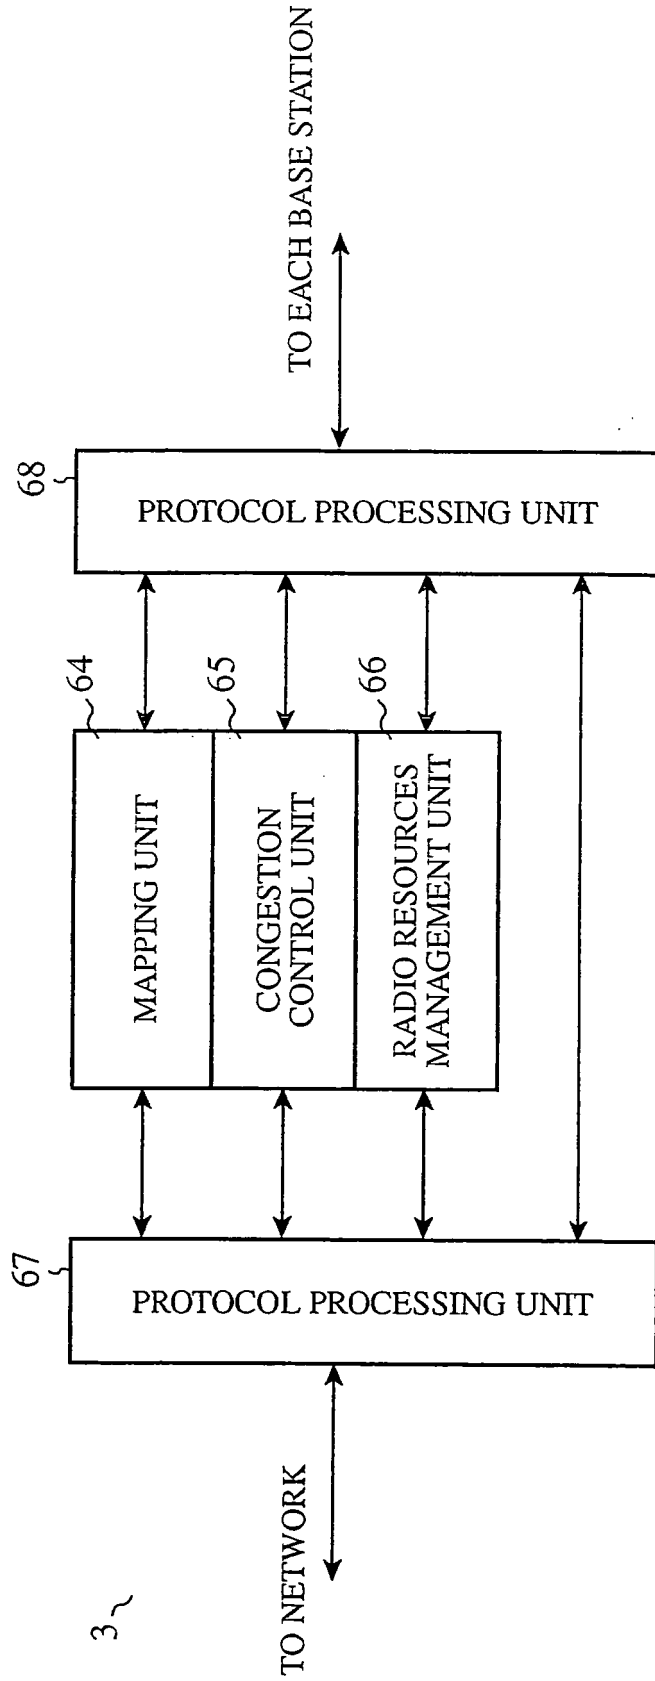 3
TO NETWORK
67
PROTOCOL PROCESSING UNIT
64
MAPPING UNIT
65
CONGESTION
CONTROL UNIT
66
RADIO RESOURCES
MANAGEMENT UNIT
68
PROTOCOL PROCESSING UNIT
TO EACH BASE STATION